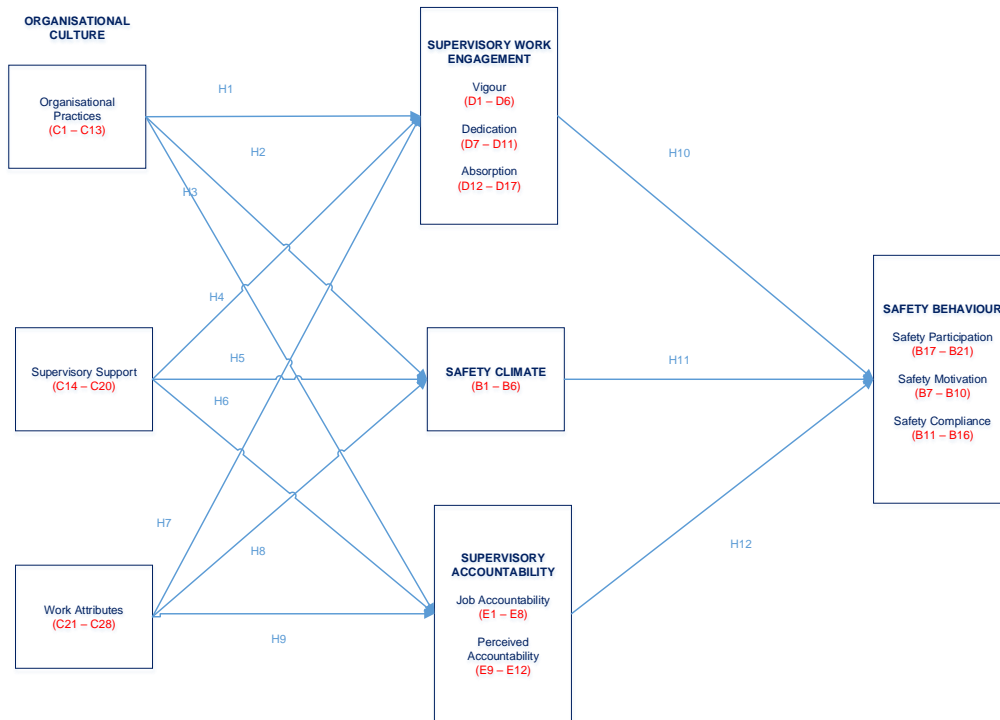 ORGANISATIONAL
CULTURE
Organisational
Practices
(C1 – C13)
Supervisory Support
(C14 – C20)
Work Attributes
(C21 – C28)
H1
H2
H3
H4
H5
H6
H7
H8
H9
SUPERVISORY WORK
ENGAGEMENT
Vigour
(D1 – D6)
Dedication
(D7 – D11)
Absorption
(D12 – D17)
SAFETY CLIMATE
(B1 – B6)
SUPERVISORY
ACCOUNTABILITY
Job Accountability
(E1 – E8)
Perceived
Accountability
(E9 – E12)
H10
H11
H12
SAFETY BEHAVIOUR
Safety Participation
(B17 – B21)
Safety Motivation
(B7 – B10)
Safety Compliance
(B11 – B16)